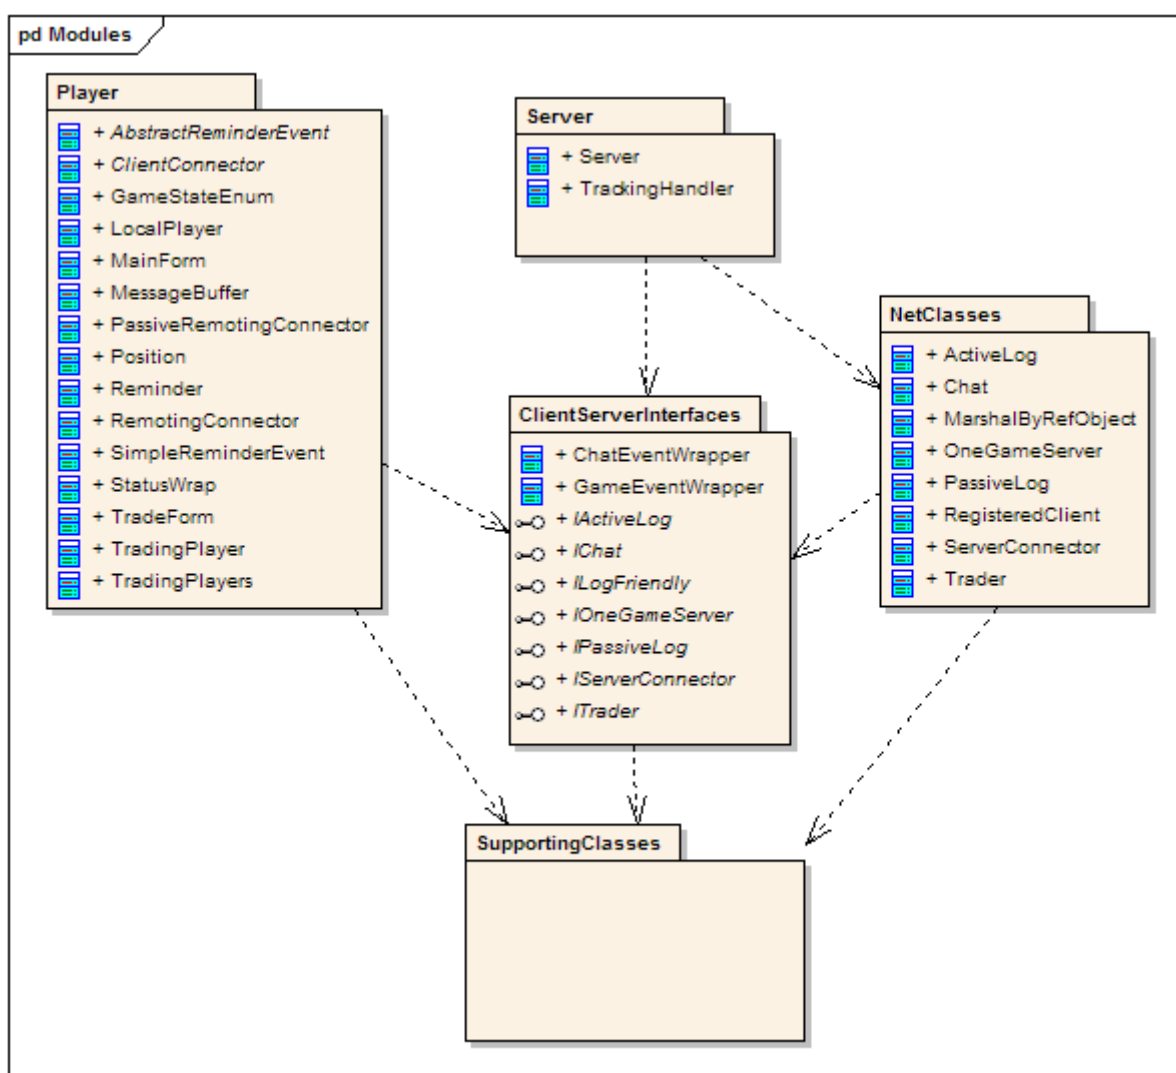 pd Modules
Player
+ AbstractReminderEvent
+ ClientConnector
+ GameStateEnum
+ LocalPlayer
+ MainForm
+ MessageBuffer
+ PassiveRemotingConnector
+ Position
+ Reminder
+ RemotingConnector
+ SimpleReminderEvent
+ StatusWrap
+ TradeForm
+ TradingPlayer
+ TradingPlayers
Server
+ Server
+ TrackingHandler
NetClasses
+ ActiveLog
+ Chat
+ MarshalByRefObject
+ OneGameServer
+ PassiveLog
+ RegisteredClient
+ ServerConnector
+ Trader
ClientServerInterfaces
+ ChatEventWrapper
+ GameEventWrapper
+ IActiveLog
+ IChat
+ ILogFriendly
+ IOneGameServer
+ IPassiveLog
+ IServerConnector
+ ITrader
SupportingClasses